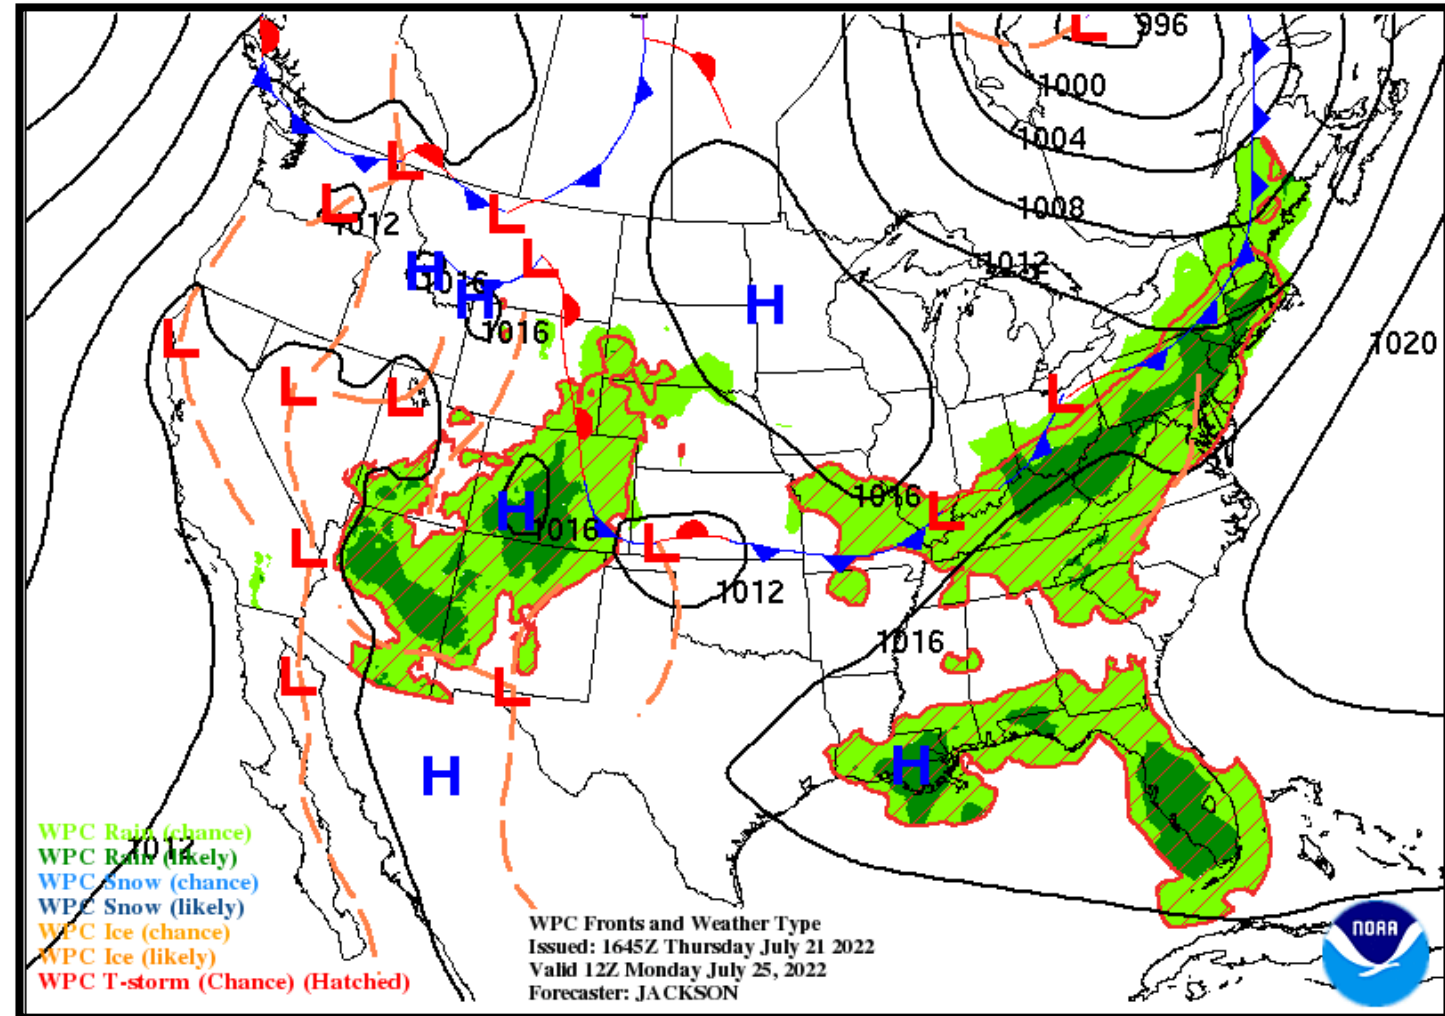 L
L
996
1000
1004
L
L
1008
L
1012
L
1012
H
1016
H
H
1016
1020
L
L
L
L
1016
H
1016
L
L
L
1012
1016
L
L
H
H
WPC Rain (chance)
1012
WPC Rain (likely)
WPC Snow (chance)
WPC Snow (likely)
WPC Ice (chance)
WPC Ice (likely)
WPC T-storm (Chance) (Hatched)
WPC Fronts and Weather Type
Issued: 1645Z Thursday July 21 2022
Valid 12Z Monday July 25, 2022
Forecaster: JACKSON
NOAA